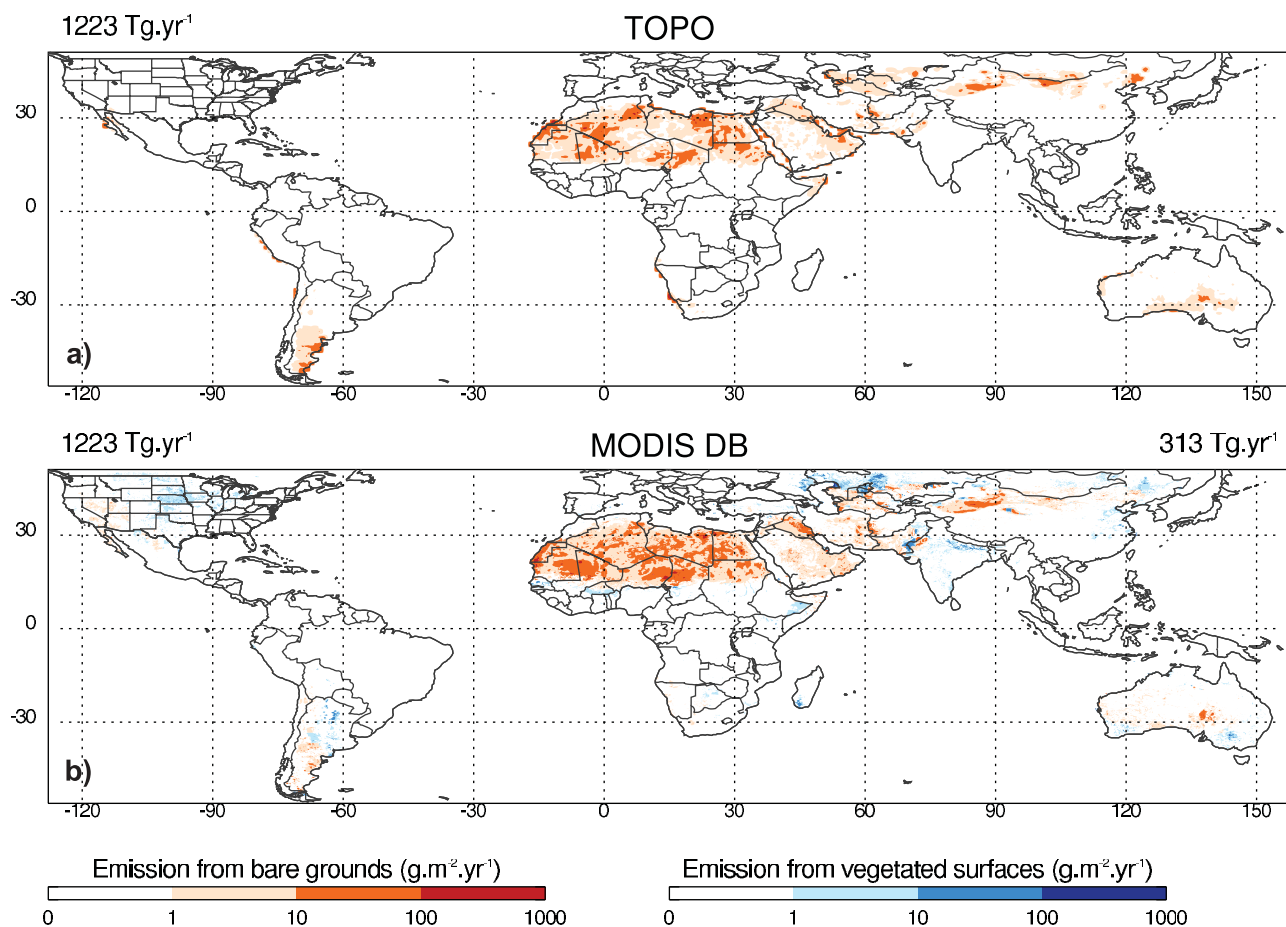 1223 Tg.yr⁻¹ TOPO
30
0
-30
a)
-120 -90 -60 -30 0 30 60 90 120 150
1223 Tg.yr⁻¹ MODIS DB 313 Tg.yr⁻¹
30
0
-30
b)
-120 -90 -60 -30 0 30 60 90 120 150
Emission from bare grounds (g.m⁻².yr⁻¹) Emission from vegetated surfaces (g.m⁻².yr⁻¹)
0 1 10 100 1000 0 1 10 100 1000